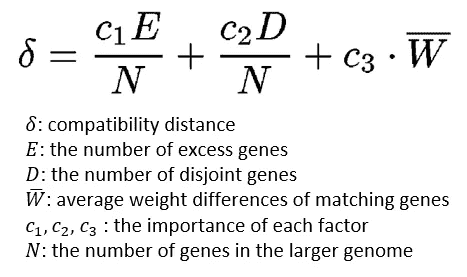 δ = c₁E/N + c₂D/N + c₃ · W̅
δ: compatibility distance
E: the number of excess genes
D: the number of disjoint genes
W̅: average weight differences of matching genes
c₁, c₂, c₃ : the importance of each factor
N: the number of genes in the larger genome